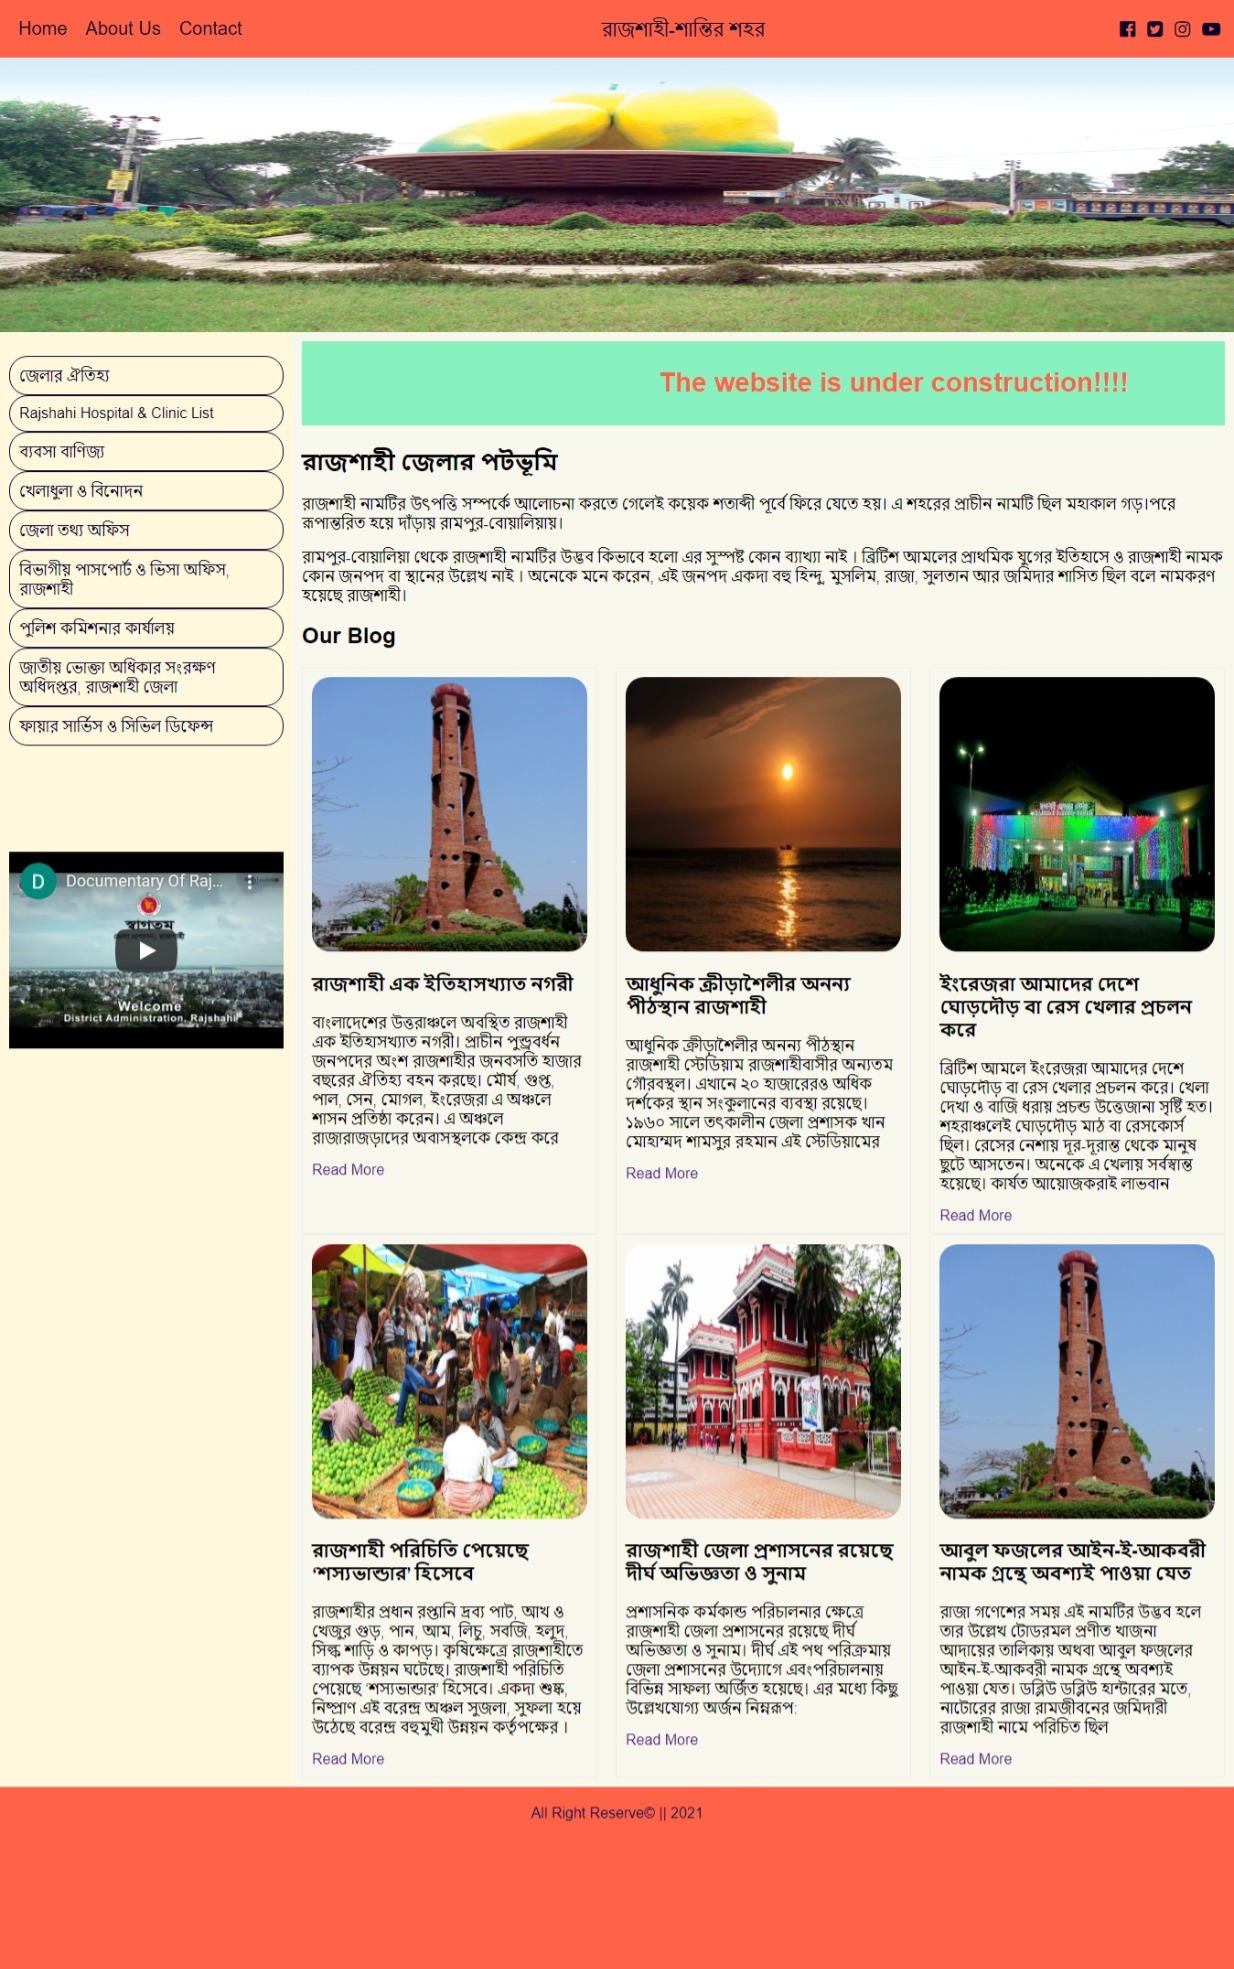 Home About Us Contact
রাজশাহী-শান্তির শহর
The website is under construction!!!!
জেলার ঐতিহ্য
Rajshahi Hospital & Clinic List
ব্যবসা বাণিজ্য
খেলাধুলা ও বিনোদন
জেলা তথ্য অফিস
বিভাগীয় পাসপোর্ট ও ভিসা অফিস,
রাজশাহী
পুলিশ কমিশনার কার্যালয়
জাতীয় ভোক্তা অধিকার সংরক্ষণ
অধিদপ্তর, রাজশাহী জেলা
ফায়ার সার্ভিস ও সিভিল ডিফেন্স
D Documentary Of Raj...
স্বাগতম
Welcome
District Administration, Rajshahi
রাজশাহী জেলার পটভূমি
রাজশাহী নামটির উৎপত্তি সম্পর্কে আলোচনা করতে গেলেই কয়েক শতাব্দী পূর্বে ফিরে যেতে হয়। এ শহরের প্রাচীন নামটি ছিল মহাকাল গড়।পরে
রূপান্তরিত হয়ে দাঁড়ায় রামপুর-বোয়ালিয়ায়।
রামপুর-বোয়ালিয়া থেকে রাজশাহী নামটির উদ্ভব কিভাবে হলো এর সুস্পষ্ট কোন ব্যাখ্যা নাই । ব্রিটিশ আমলের প্রাথমিক যুগের ইতিহাসে ও রাজশাহী নামক
কোন জনপদ বা স্থানের উল্লেখ নাই । অনেকে মনে করেন, এই জনপদ একদা বহু হিন্দু, মুসলিম, রাজা, সুলতান আর জমিদার শাসিত ছিল বলে নামকরণ
হয়েছে রাজশাহী।
Our Blog
রাজশাহী এক ইতিহাসখ্যাত নগরী
বাংলাদেশের উত্তরাঞ্চলে অবস্থিত রাজশাহী
এক ইতিহাসখ্যাত নগরী। প্রাচীন পুন্ড্রবর্ধন
জনপদের অংশ রাজশাহীর জনবসতি হাজার
বছরের ঐতিহ্য বহন করছে। মৌর্য, গুপ্ত,
পাল, সেন, মোগল, ইংরেজরা এ অঞ্চলে
শাসন প্রতিষ্ঠা করেন। এ অঞ্চলে
রাজারাজড়াদের অবাসস্থলকে কেন্দ্র করে
Read More
আধুনিক ক্রীড়াশৈলীর অনন্য
পীঠস্থান রাজশাহী
আধুনিক ক্রীড়াশৈলীর অনন্য পীঠস্থান
রাজশাহী স্টেডিয়াম রাজশাহীবাসীর অন্যতম
গৌরবস্থল। এখানে ২০ হাজারেরও অধিক
দর্শকের স্থান সংকুলানের ব্যবস্থা রয়েছে।
১৯৬০ সালে তৎকালীন জেলা প্রশাসক খান
মোহাম্মদ শামসুর রহমান এই স্টেডিয়ামের
Read More
ইংরেজরা আমাদের দেশে
ঘোড়দৌড় বা রেস খেলার প্রচলন
করে
ব্রিটিশ আমলে ইংরেজরা আমাদের দেশে
ঘোড়দৌড় বা রেস খেলার প্রচলন করে। খেলা
দেখা ও বাজি ধরায় প্রচন্ড উত্তেজানা সৃষ্টি হত।
শহরাঞ্চলেই ঘোড়দৌড় মাঠ বা রেসকোর্স
ছিল। রেসের নেশায় দূর-দূরান্ত থেকে মানুষ
ছুটে আসতেন। অনেকে এ খেলায় সর্বস্বান্ত
হয়েছে। কার্যত আয়োজকরাই লাভবান
Read More
রাজশাহী পরিচিতি পেয়েছে
‘শস্যভান্ডার’ হিসেবে
রাজশাহীর প্রধান রপ্তানি দ্রব্য পাট, আখ ও
খেজুর গুড়, পান, আম, লিচু, সবজি, হলুদ,
সিল্ক শাড়ি ও কাপড়। কৃষিক্ষেত্রে রাজশাহীতে
ব্যাপক উন্নয়ন ঘটেছে। রাজশাহী পরিচিতি
পেয়েছে ‘শস্যভান্ডার’ হিসেবে। একদা শুষ্ক,
নিষ্প্রাণ এই বরেন্দ্র অঞ্চল সুজলা, সুফলা হয়ে
উঠেছে বরেন্দ্র বহুমুখী উন্নয়ন কর্তৃপক্ষের ।
Read More
রাজশাহী জেলা প্রশাসনের রয়েছে
দীর্ঘ অভিজ্ঞতা ও সুনাম
প্রশাসনিক কর্মকান্ড পরিচালনার ক্ষেত্রে
রাজশাহী জেলা প্রশাসনের রয়েছে দীর্ঘ
অভিজ্ঞতা ও সুনাম। দীর্ঘ এই পথ পরিক্রমায়
জেলা প্রশাসনের উদ্যোগে এবংপরিচালনায়
বিভিন্ন সাফল্য অর্জিত হয়েছে। এর মধ্যে কিছু
উল্লেখযোগ্য অর্জন নিম্নরূপ:
Read More
আবুল ফজলের আইন-ই-আকবরী
নামক গ্রন্থে অবশ্যই পাওয়া যেত
রাজা গণেশের সময় এই নামটির উদ্ভব হলে
তার উল্লেখ টোডরমল প্রণীত খাজনা
আদায়ের তালিকায় অথবা আবুল ফজলের
আইন-ই-আকবরী নামক গ্রন্থে অবশ্যই
পাওয়া যেত। ডব্লিউ ডব্লিউ হান্টারের মতে,
নাটোরের রাজা রামজীবনের জমিদারী
রাজশাহী নামে পরিচিত ছিল
Read More
All Right Reserve© || 2021